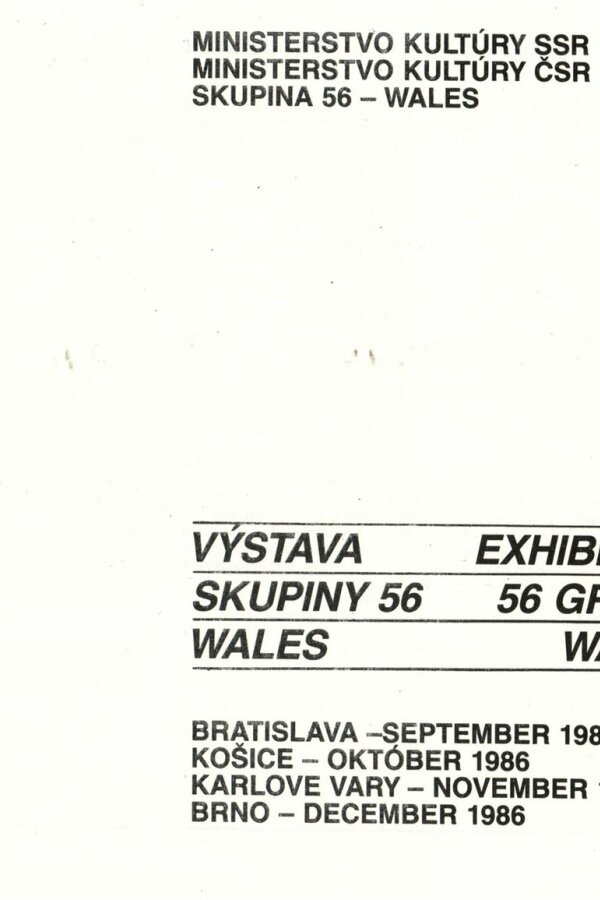 MINISTERSTVO KULTÚRY SSR
MINISTERSTVO KULTÚRY ČSR
SKUPINA 56 – WALES
VÝSTAVA
SKUPINY 56
WALES
56
BRATISLAVA –SEPTEMBER
KOŠICE – OKTÓBER 1986
KARLOVE VARY – NOVEMBER
BRNO – DECEMBER 1986